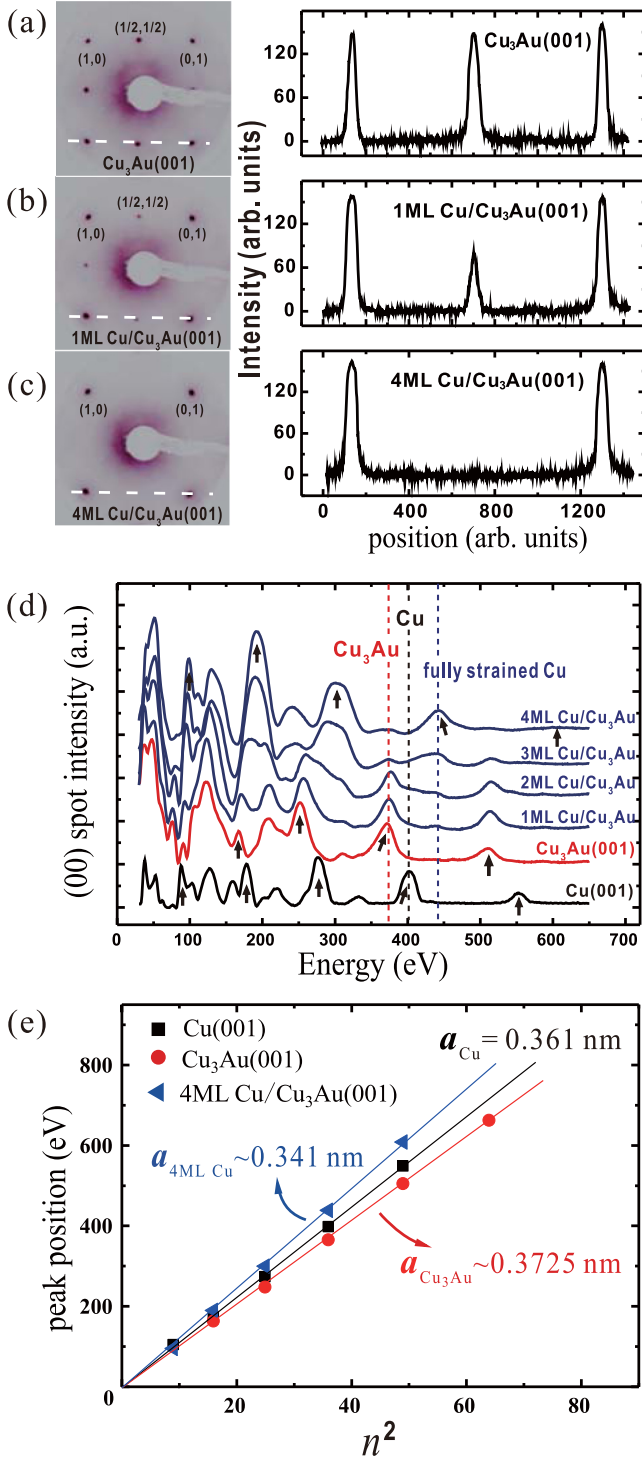 (a)
(1/2,1/2)
(1,0)
(0,1)
Cu₃Au(001)
(b)
(1/2,1/2)
(1,0)
(0,1)
1ML Cu/Cu₃Au(001)
(c)
(1,0)
(0,1)
4ML Cu/Cu₃Au(001)
Intensity (arb. units)
150
120
60
0
Cu₃Au(001)
120
60
0
1ML Cu/Cu₃Au(001)
120
60
0
4ML Cu/Cu₃Au(001)
0 400 800 1200
position (arb. units)
(d)
(00) spot intensity (a.u.)
Cu₃Au
Cu
fully strained Cu
4ML Cu/Cu₃Au
3ML Cu/Cu₃Au
2ML Cu/Cu₃Au
1ML Cu/Cu₃Au
Cu₃Au(001)
Cu(001)
0 100 200 300 400 500 600 700
Energy (eV)
(e)
peak position (eV)
800
600
400
200
0
Cu(001)
Cu₃Au(001)
4ML Cu/Cu₃Au(001)
a Cu = 0.361 nm
a 4ML Cu ~0.341 nm
a Cu₃Au ~0.3725 nm
20 40 60 80
n²